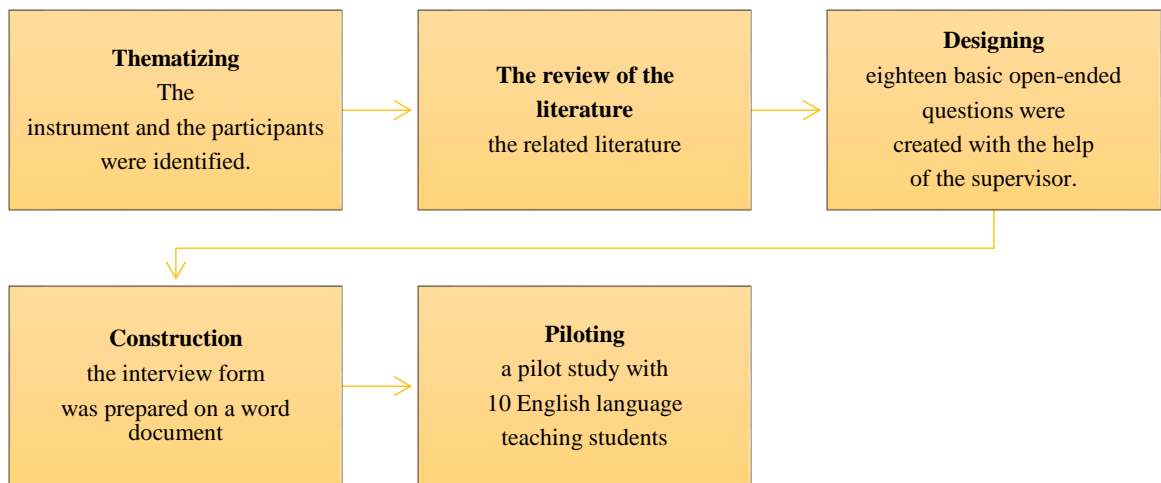 Thematizing
The
instrument and the participants
were identified.
The review of the
literature
the related literature
Designing
eighteen basic open-ended
questions were
created with the help
of the supervisor.
Construction
the interview form
was prepared on a word
document
Piloting
a pilot study with
10 English language
teaching students